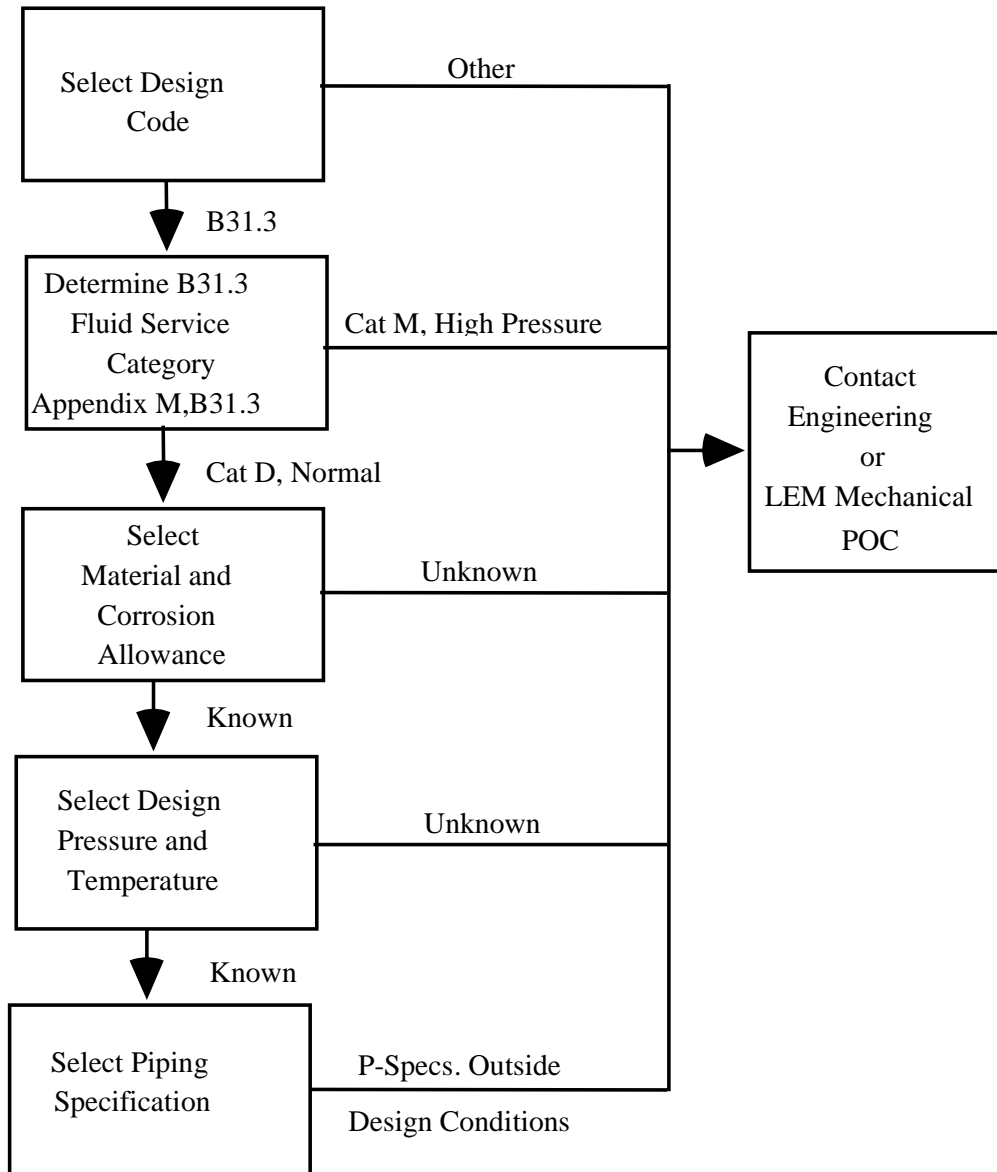 Select Design
Code
Other
B31.3
Determine B31.3
Fluid Service
Category
Appendix M,B31.3
Cat M, High Pressure
Contact
Engineering
or
LEM Mechanical
POC
Cat D, Normal
Select
Material and
Corrosion
Allowance
Unknown
Known
Select Design
Pressure and
Temperature
Unknown
Known
Select Piping
Specification
P-Specs. Outside
Design Conditions